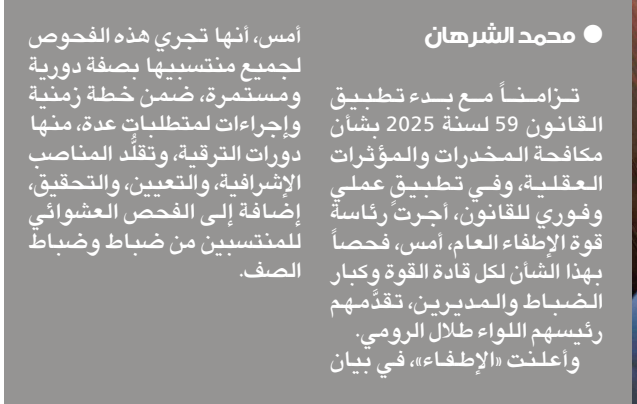 ● محمد الشرهان
تزامناً مع بدء تطبيق
القانون 59 لسنة 2025 بشأن
مكافحة المخدرات والمؤثرات
العقلية، وفي تطبيقٍ عملي
وفوري للقانون، أجرت رئاسة
قوة الإطفاء العام، أمس، فحصاً
بهذا الشأن لكل قادة القوة وكبار
الضباط والمديرين، تقدَّمهم
رئيسهم اللواء طلال الرومي.
وأعلنت «الإطفاء»، في بيان
أمس، أنها تجري هذه الفحوص
لجميع منتسبيها بصفة دورية
ومستمرة، ضمن خطة زمنية
وإجراءات لمتطلبات عدة، منها
دورات الترقية، وتقلُّد المناصب
الإشرافية، والتعيين، والتحقيق،
إضافة إلى الفحص العشوائي
للمنتسبين من ضباط وضباط
الصف.